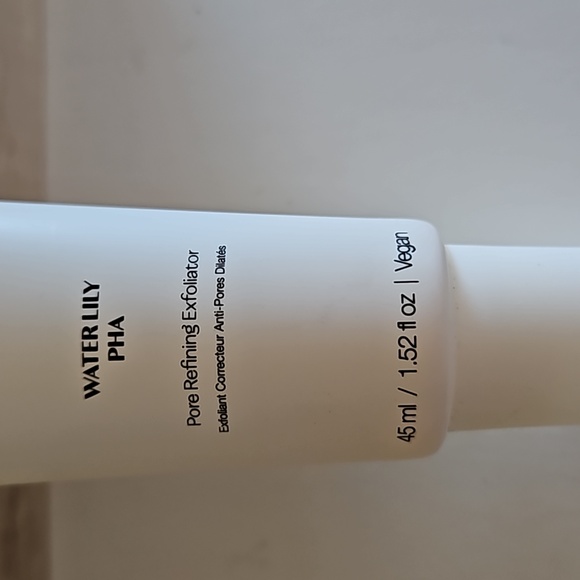 WATER LILY
PHA
Pore Refining Exfoliator
Exfoliant Correcteur Anti-Pores Dilatés
45 ml / 1.52 fl oz | Vegan